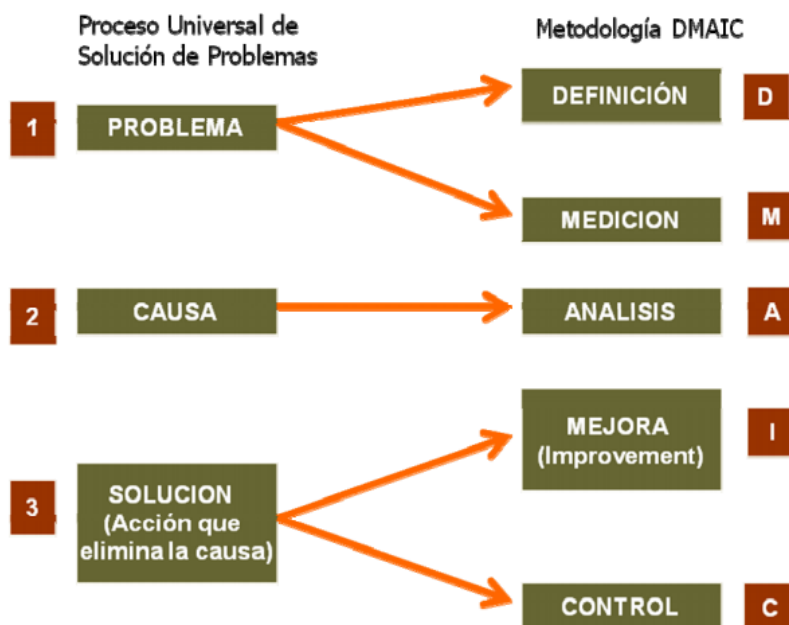 Proceso Universal de
Solución de Problemas
Metodología DMAIC
1
PROBLEMA
DEFINICIÓN
D
MEDICION
M
2
CAUSA
ANALISIS
A
3
SOLUCION
(Acción que
elimina la causa)
MEJORA
(Improvement)
I
CONTROL
C